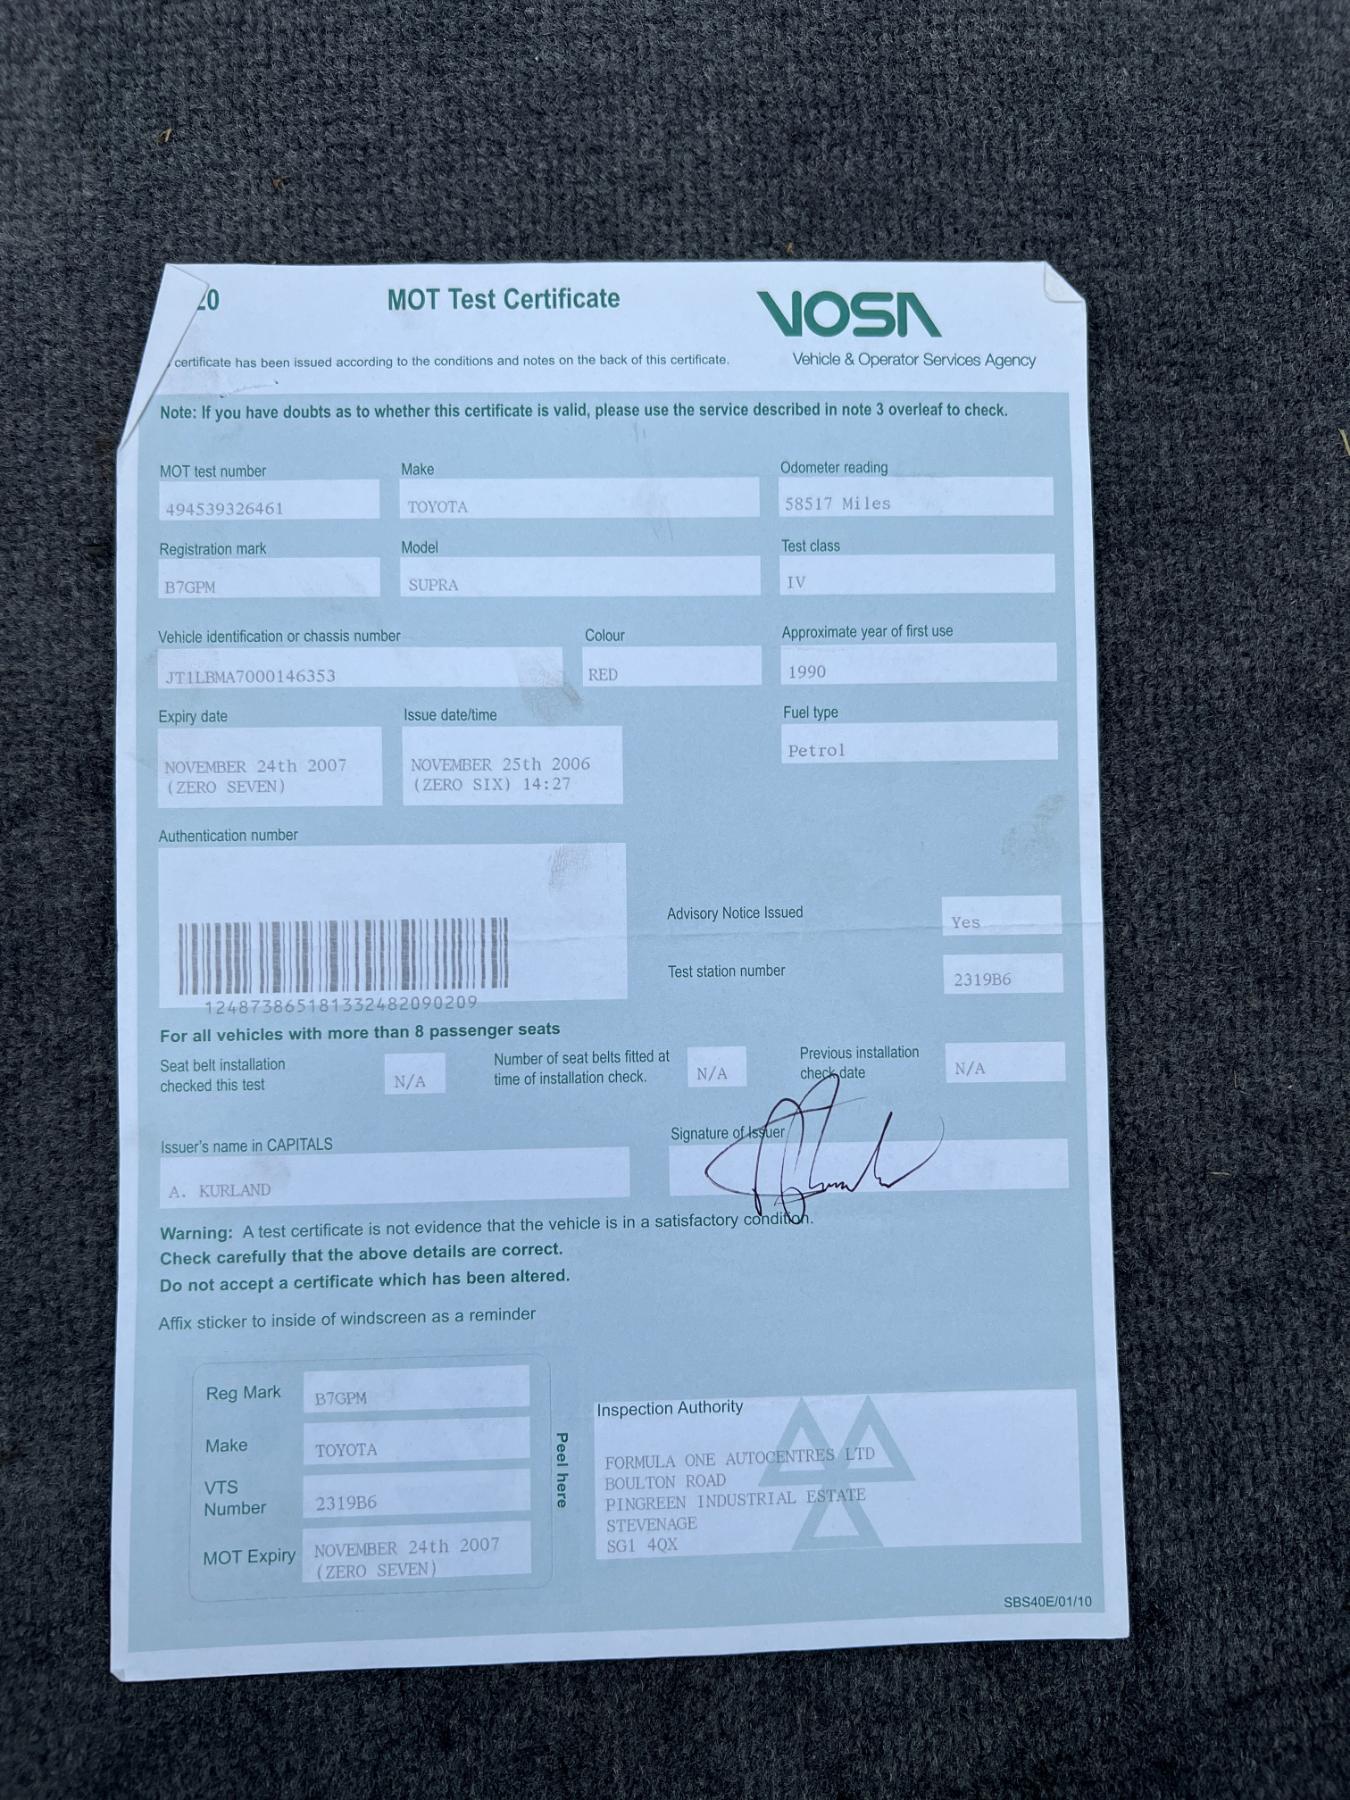 20 MOT Test Certificate VOSA
certificate has been issued according to the conditions and notes on the back of this certificate. Vehicle & Operator Services Agency
Note: If you have doubts as to whether this certificate is valid, please use the service described in note 3 overleaf to check.
MOT test number Make Odometer reading
494539326461 TOYOTA 58517 Miles
Registration mark Model Test class
B7GPM SUPRA IV
Vehicle identification or chassis number Colour Approximate year of first use
JT1LBMA7000146353 RED 1990
Expiry date Issue date/time Fuel type
NOVEMBER 24th 2007 NOVEMBER 25th 2006 Petrol
(ZERO SEVEN) (ZERO SIX) 14:27
Authentication number
Advisory Notice Issued Yes
Test station number 2319B6
124873865181332482090209
For all vehicles with more than 8 passenger seats
Seat belt installation Number of seat belts fitted at Previous installation
checked this test N/A time of installation check. N/A check date N/A
Issuer's name in CAPITALS Signature of Issuer
A. KURLAND
Warning: A test certificate is not evidence that the vehicle is in a satisfactory condition.
Check carefully that the above details are correct.
Do not accept a certificate which has been altered.
Affix sticker to inside of windscreen as a reminder
Reg Mark B7GPM
Make TOYOTA
VTS
Number 2319B6
MOT Expiry NOVEMBER 24th 2007
(ZERO SEVEN)
Peel here
Inspection Authority
FORMULA ONE AUTOCENTRES LTD
BOULTON ROAD
PINGREEN INDUSTRIAL ESTATE
STEVENAGE
SG1 4QX
SBS40E/01/10